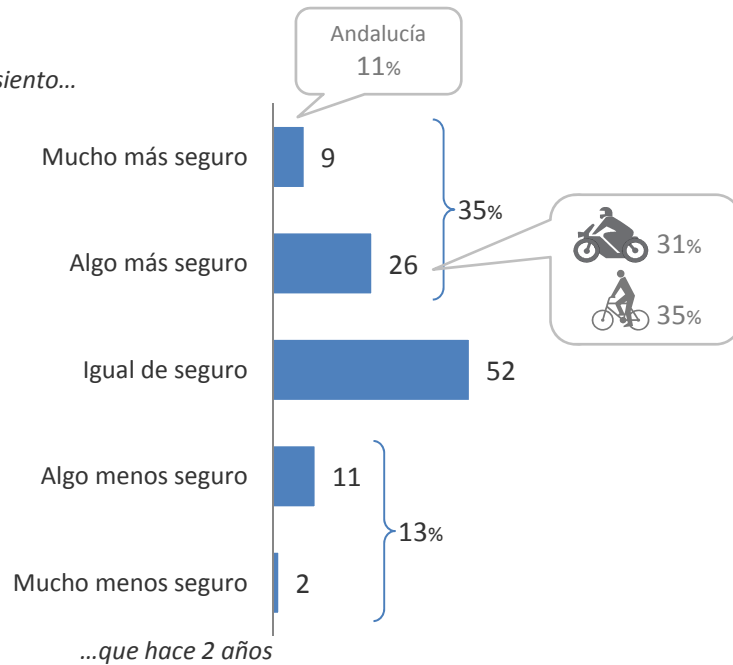 Andalucía
11%
siento...
Mucho más seguro 9
35%
Algo más seguro 26
31%
35%
Igual de seguro 52
Algo menos seguro 11
13%
Mucho menos seguro 2
...que hace 2 años